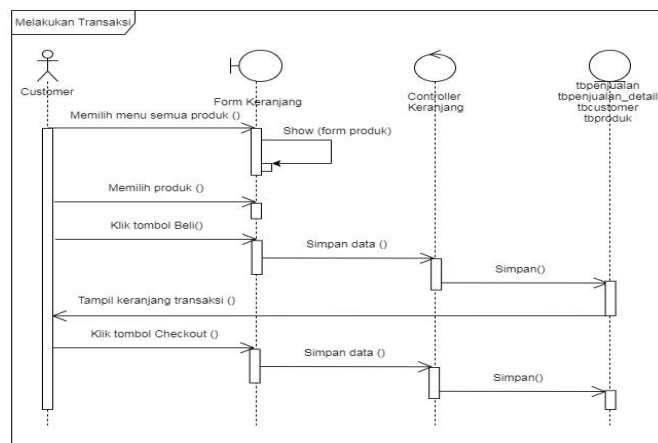 Melakukan Transaksi
Customer
Form Keranjang
Controller
Keranjang
tbpenjualan
tbpenjualan_detail
tbcustomer
tbproduk
Memilih menu semua produk ()
Show (form produk)
Memilih produk ()
Klik tombol Beli()
Simpan data ()
Simpan()
Tampil keranjang transaksi ()
Klik tombol Checkout ()
Simpan data ()
Simpan()